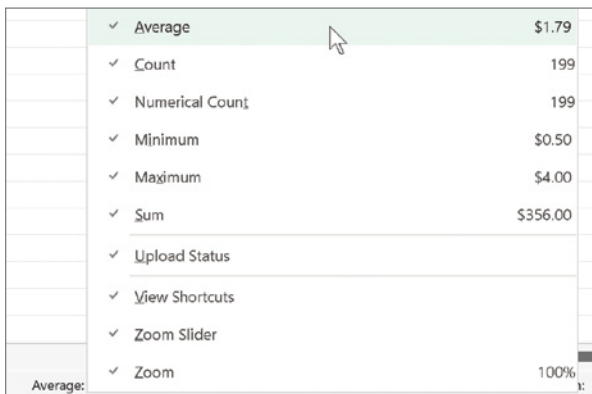 Average $1.79
Count 199
Numerical Count 199
Minimum $0.50
Maximum $4.00
Sum $356.00
Upload Status
View Shortcuts
Zoom Slider
Zoom 100%
Average: